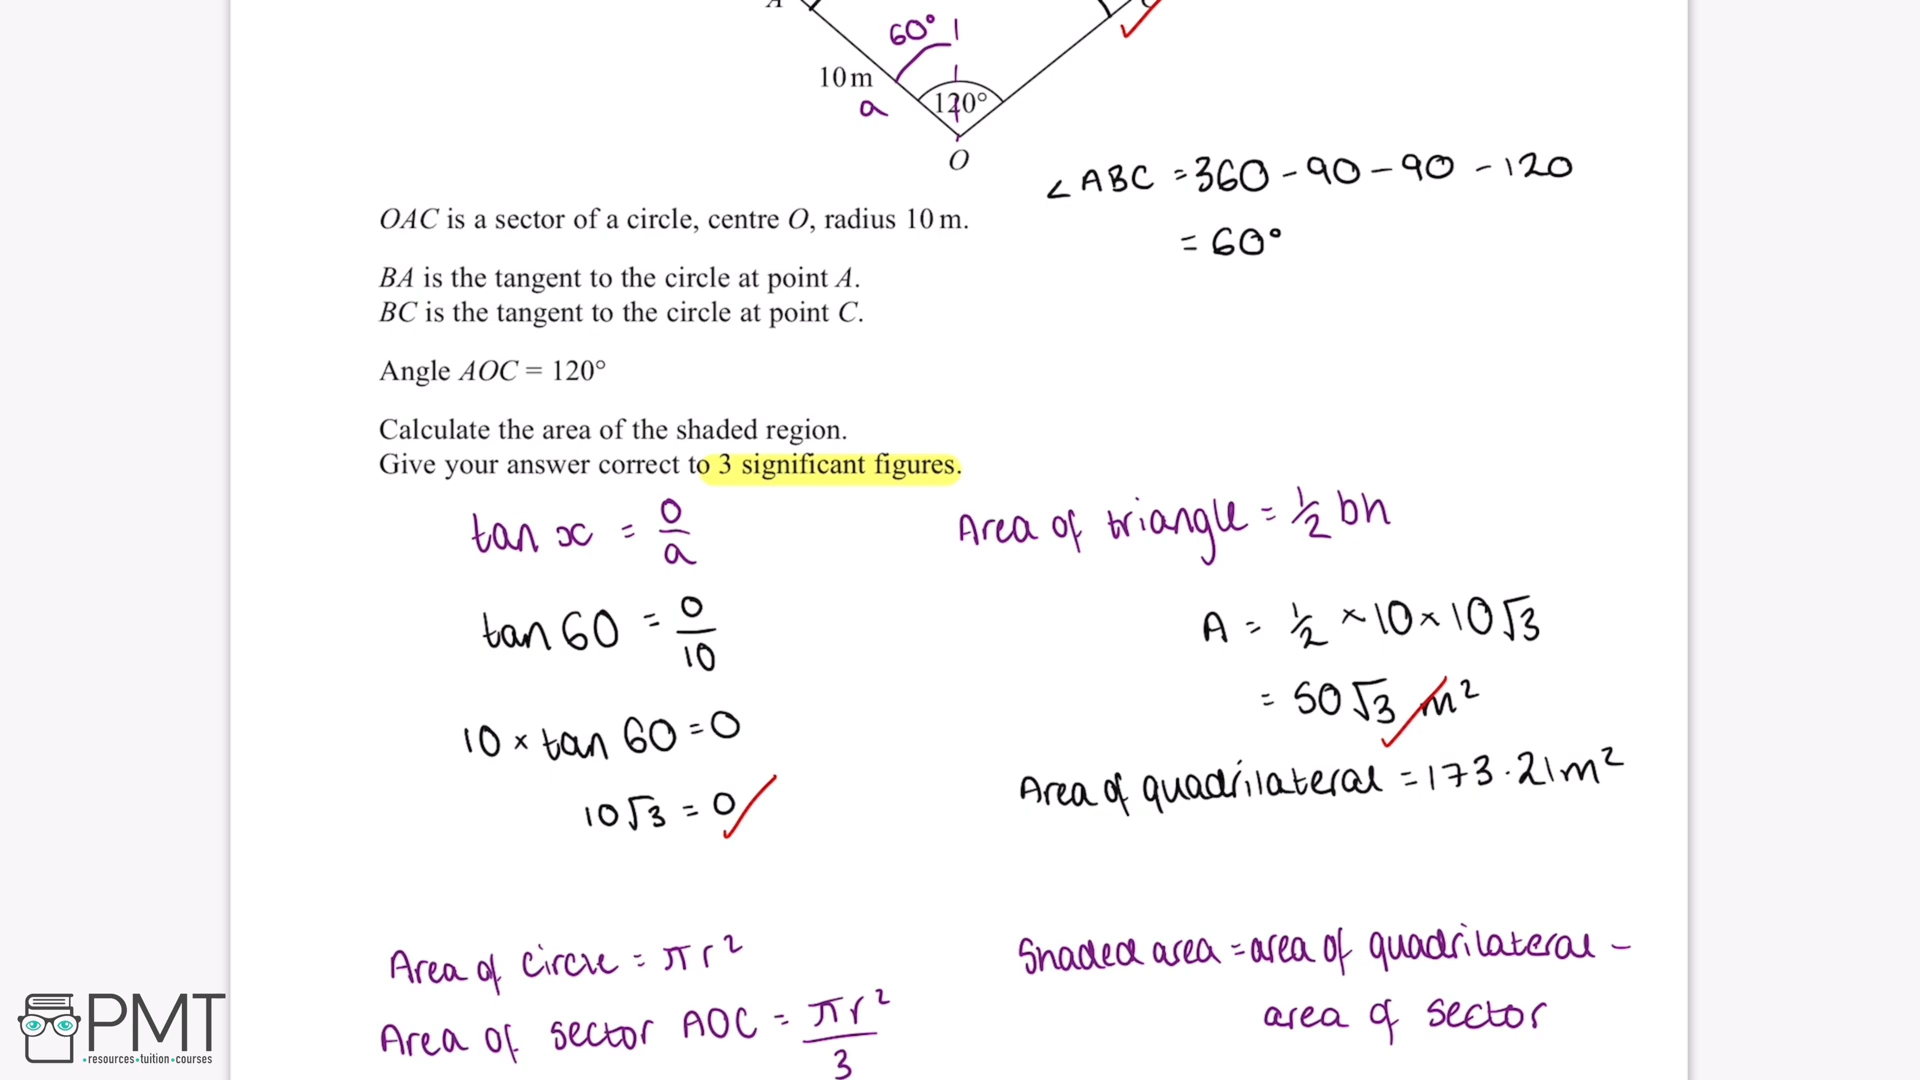 60°
10 m
a
120°
O
∠ABC = 360 - 90 - 90 - 120
= 60°
OAC is a sector of a circle, centre O, radius 10 m.
BA is the tangent to the circle at point A.
BC is the tangent to the circle at point C.
Angle AOC = 120°
Calculate the area of the shaded region.
Give your answer correct to 3 significant figures.
tan x = o/a
tan 60 = o/10
10 × tan 60 = o
10√3 = o
Area of triangle = ½ bh
A = ½ × 10 × 10√3
= 50√3 m²
Area of quadrilateral = 173.21m²
Area of circle = πr²
Area of sector AOC = πr²/3
Shaded area = area of quadrilateral -
area of sector
PMT
resources•tuition•courses